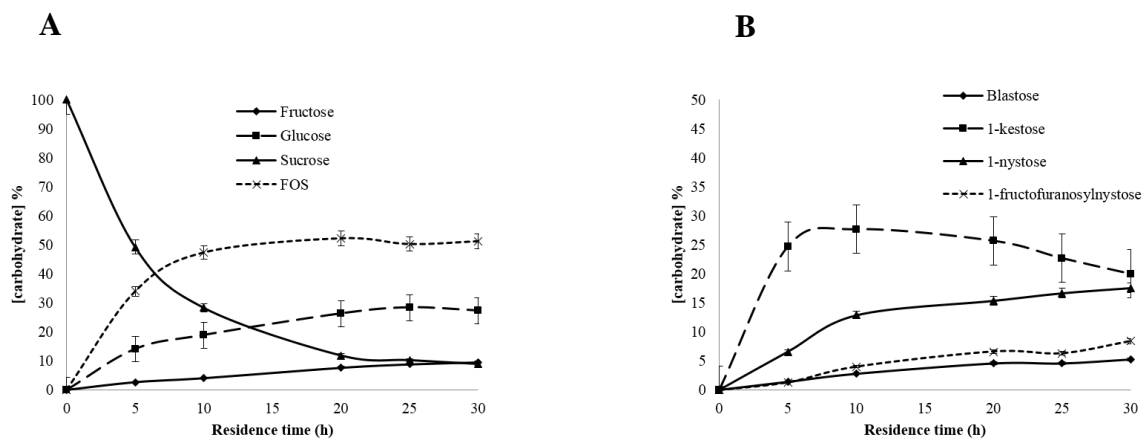 A
B
100
90
80
70
60
50
40
30
20
10
0
[carbohydrate] %
Fructose
Glucose
Sucrose
FOS
0 5 10 20 25 30
Residence time (h)
50
45
40
35
30
25
20
15
10
5
0
[carbohydrate] %
Blastose
1-kestose
1-nystose
1-fructofuranosylnystose
0 5 10 20 25 30
Residence time (h)